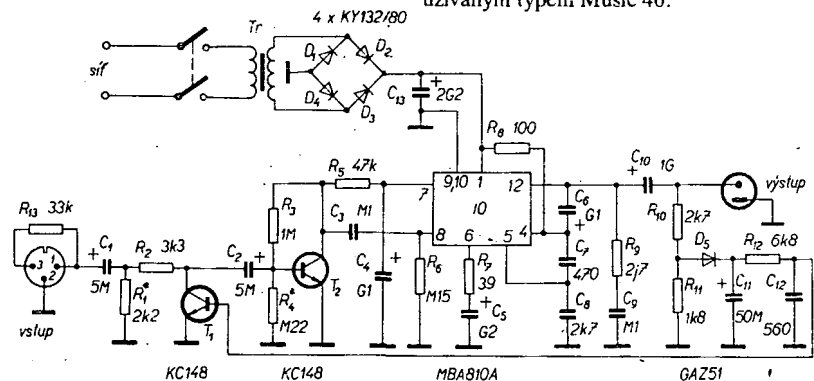 užívaným typem Music 40.
4 x KY132/80
Tr
síť
D1
D2
D4
D3
C13
2G2
R8 100
R5 47k
7
9,10
1
12
C10 1G
výstup
R13 33k
R3
1M
C3 M1
IO
C6
G1
R10
2k7
C1
R2 3k3
C2
8
6
5
4
D5
R12 6k8
3
1
2
5M
R1*
2k2
T1
5M
R4*
M22
T2
C4
G1
R6
M15
R7
39
C5
G2
C7
470
C8
2k7
R9
2j7
C9
M1
R11
1k8
C11
50M
C12
560
vstup
KC148
KC148
MBA810A
GAZ51